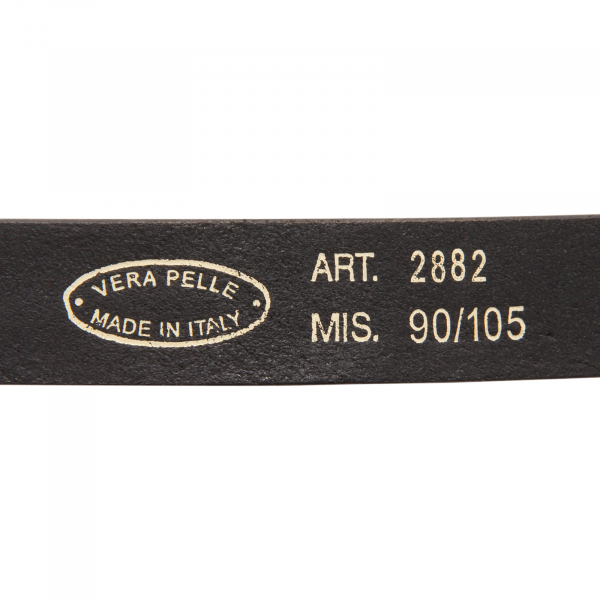 VERA PELLE
MADE IN ITALY
ART. 2882
MIS. 90/105